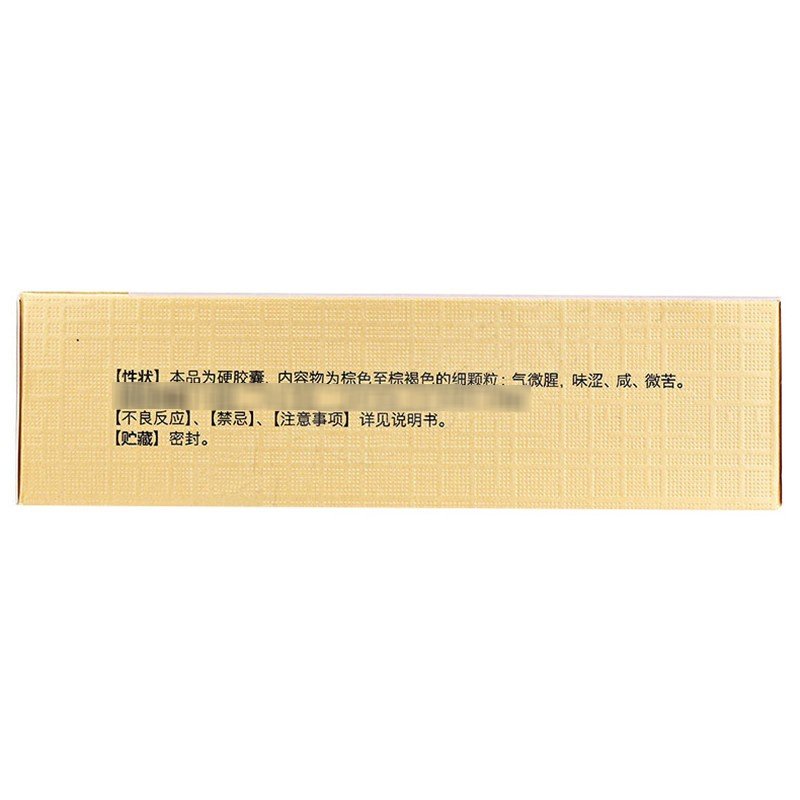 【性状】本品为硬胶囊，内容物为棕色至棕褐色的细颗粒；气微腥，味涩、咸、微苦。
【不良反应】、【禁忌】、【注意事项】详见说明书。
【贮藏】密封。